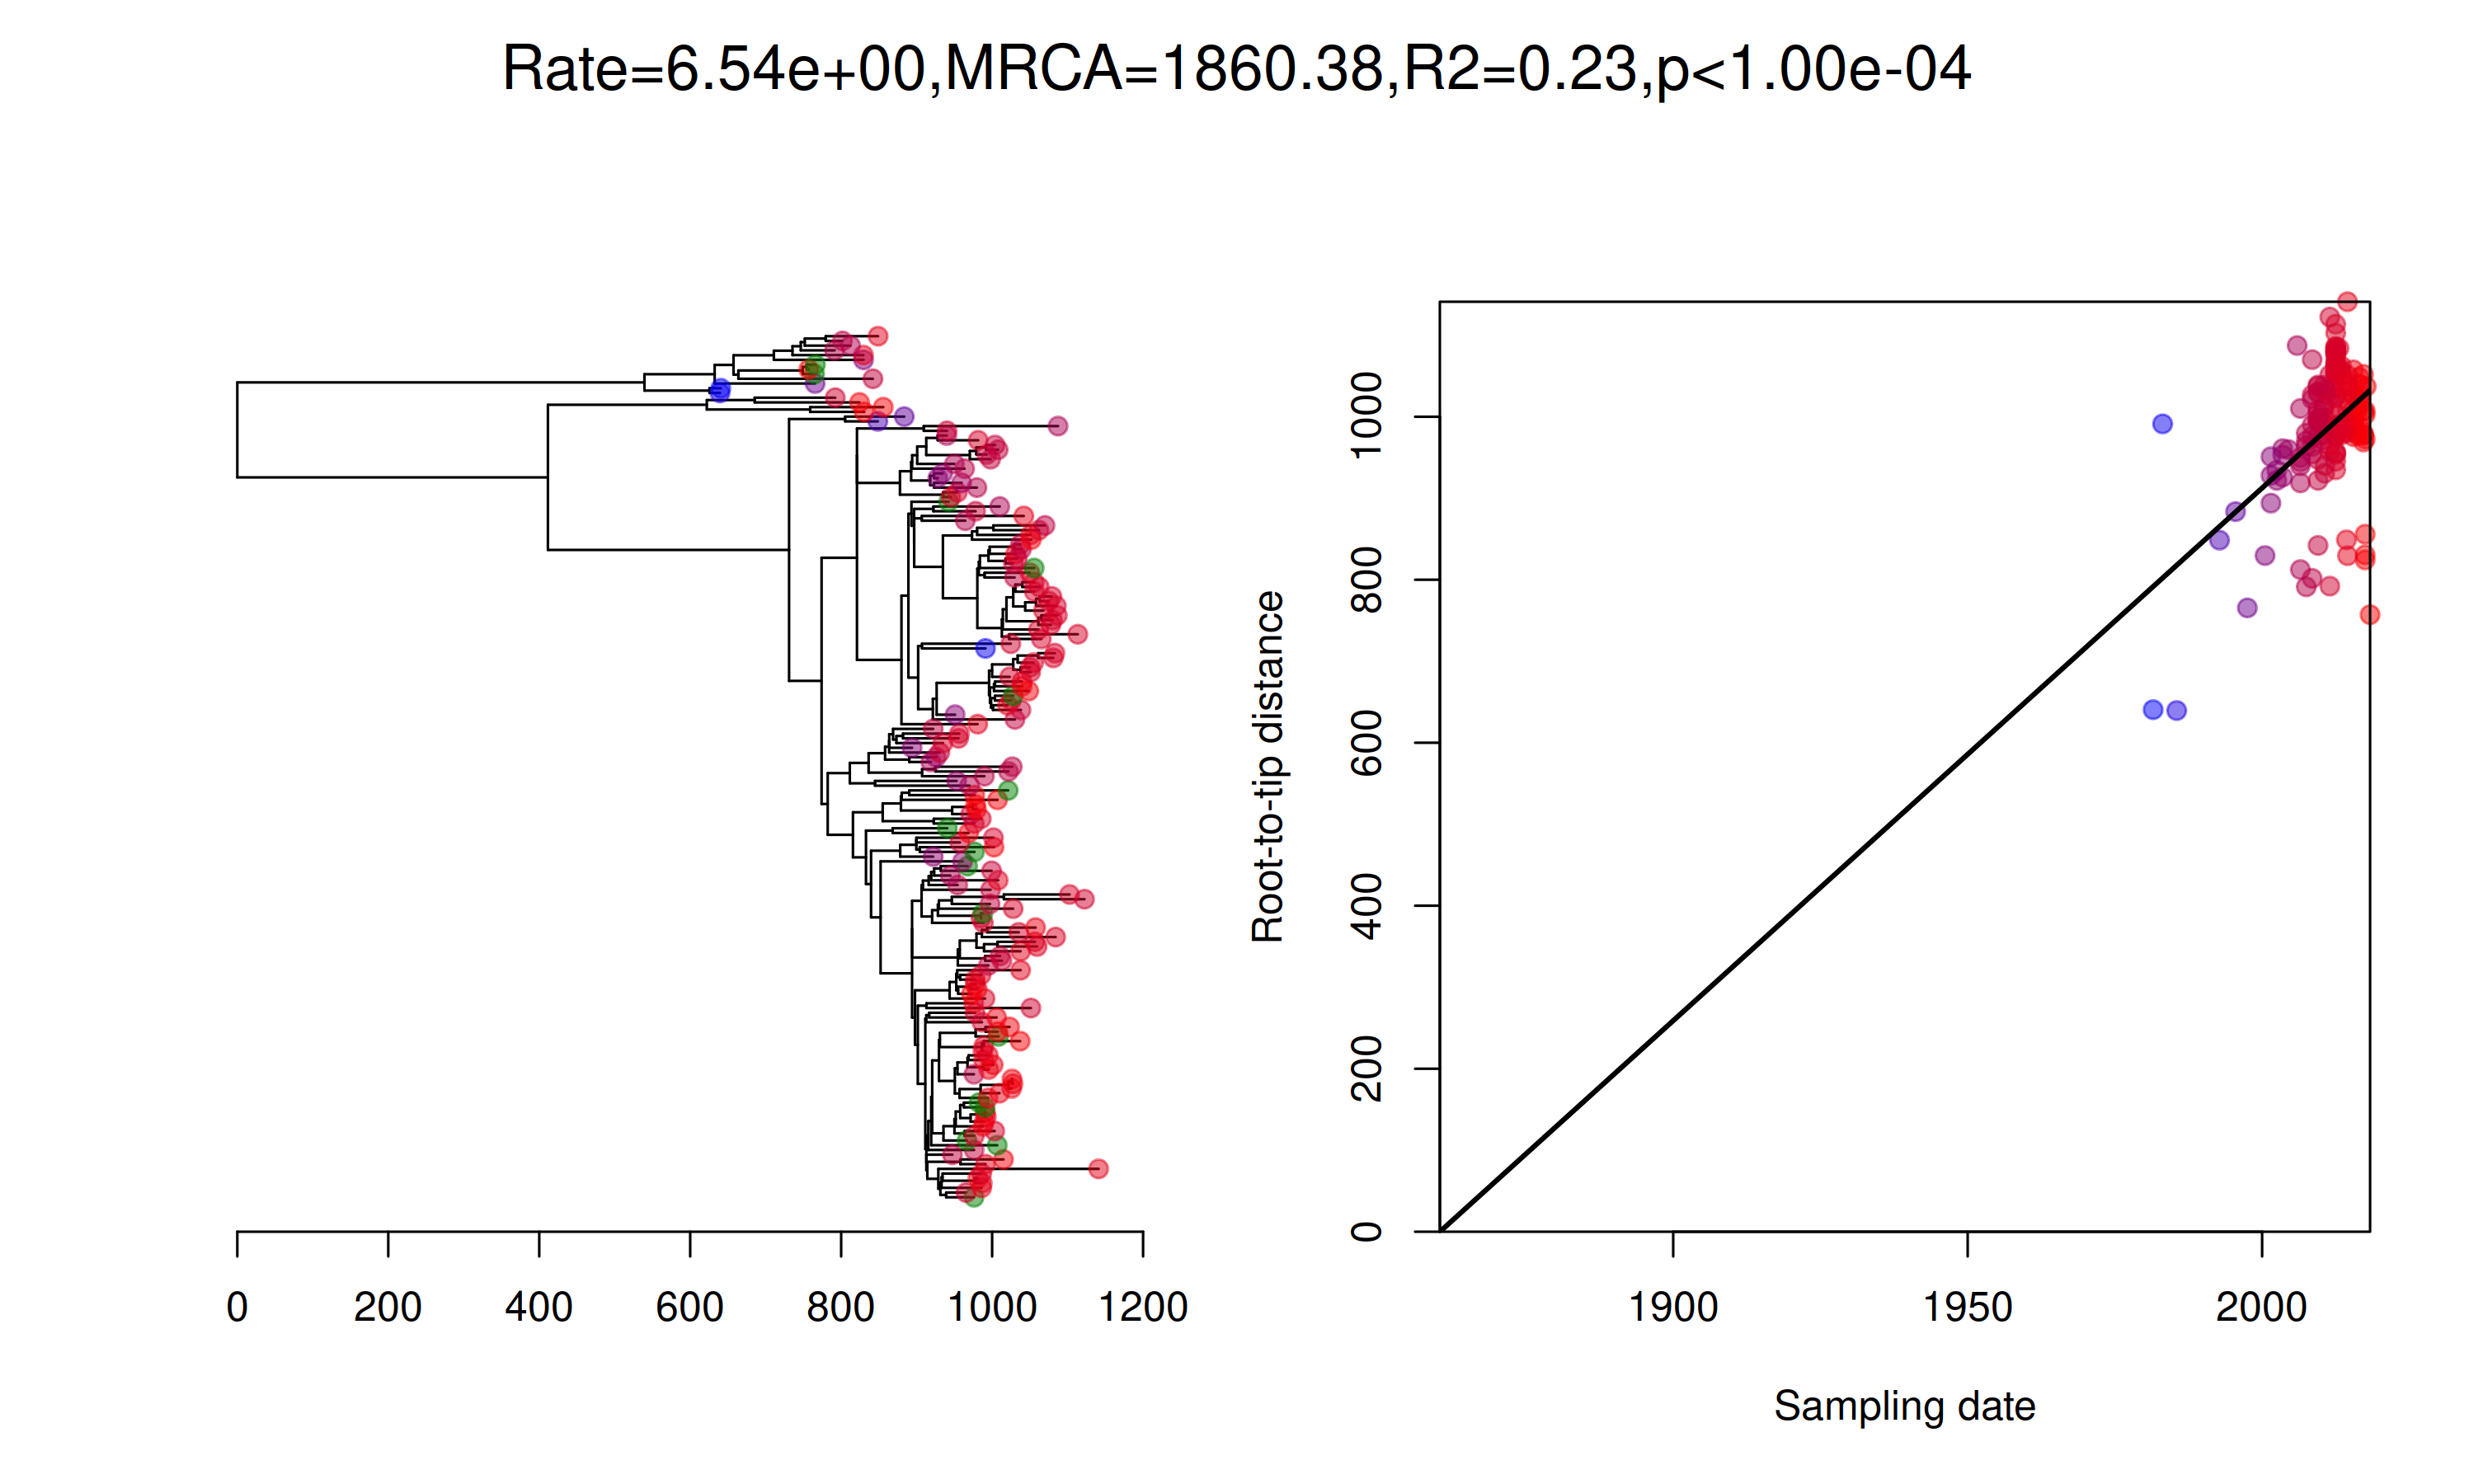 Rate=6.54e+00,MRCA=1860.38,R2=0.23,p<1.00e-04
0 200 400 600 800 1000 1200
Root-to-tip distance
0 200 400 600 800 1000
1900 1950 2000
Sampling date